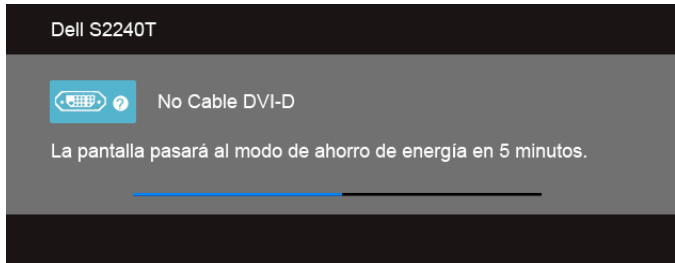 Dell S2240T
No Cable DVI-D
La pantalla pasará al modo de ahorro de energía en 5 minutos.